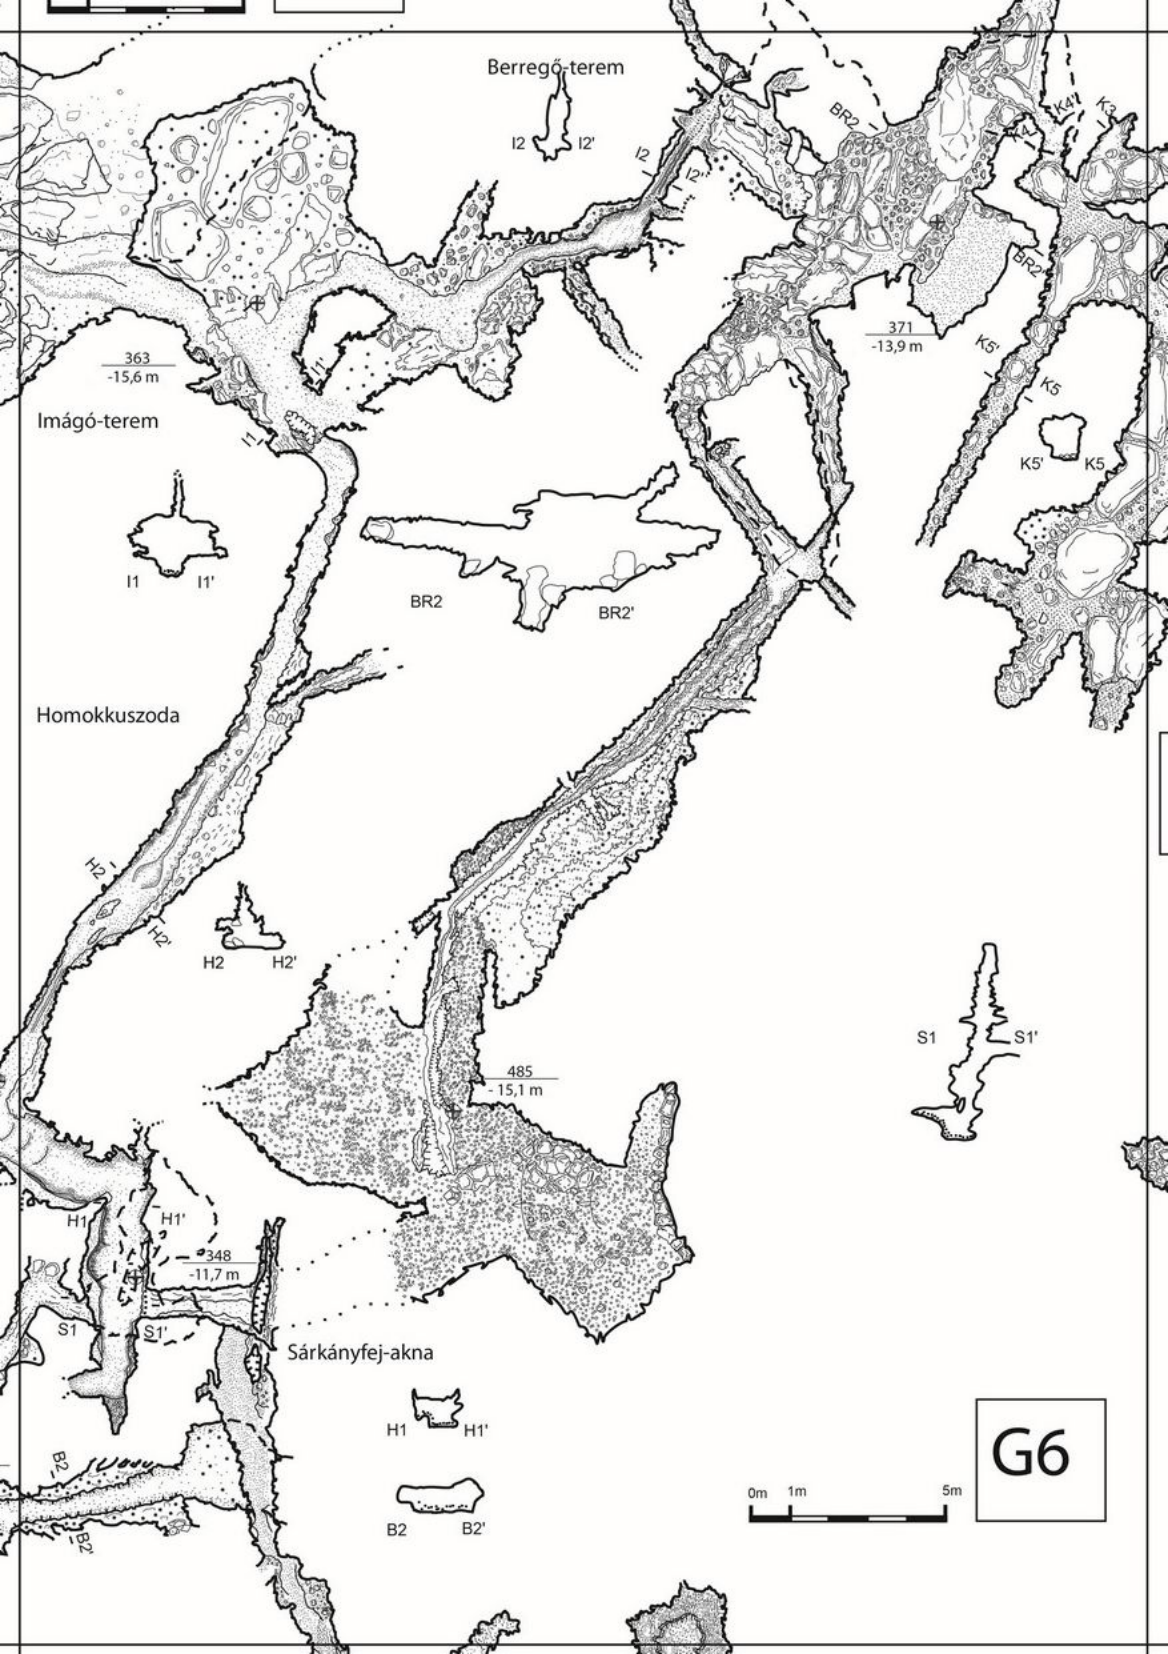 Berregő-terem
I2 I2'
I2
I2'
BR2
K4
K4'
K3
BR2
363
-15,6 m
371
-13,9 m
I1'
K5'
K5
Imágó-terem
I1
K5' K5
I1 I1'
BR2 BR2'
Homokkuszoda
H2
H2'
H2 H2'
S1 S1'
485
- 15,1 m
H1 H1'
348
-11,7 m
S1 S1'
Sárkányfej-akna
H1 H1'
B2
B2'
B2 B2'
0m 1m 5m
G6